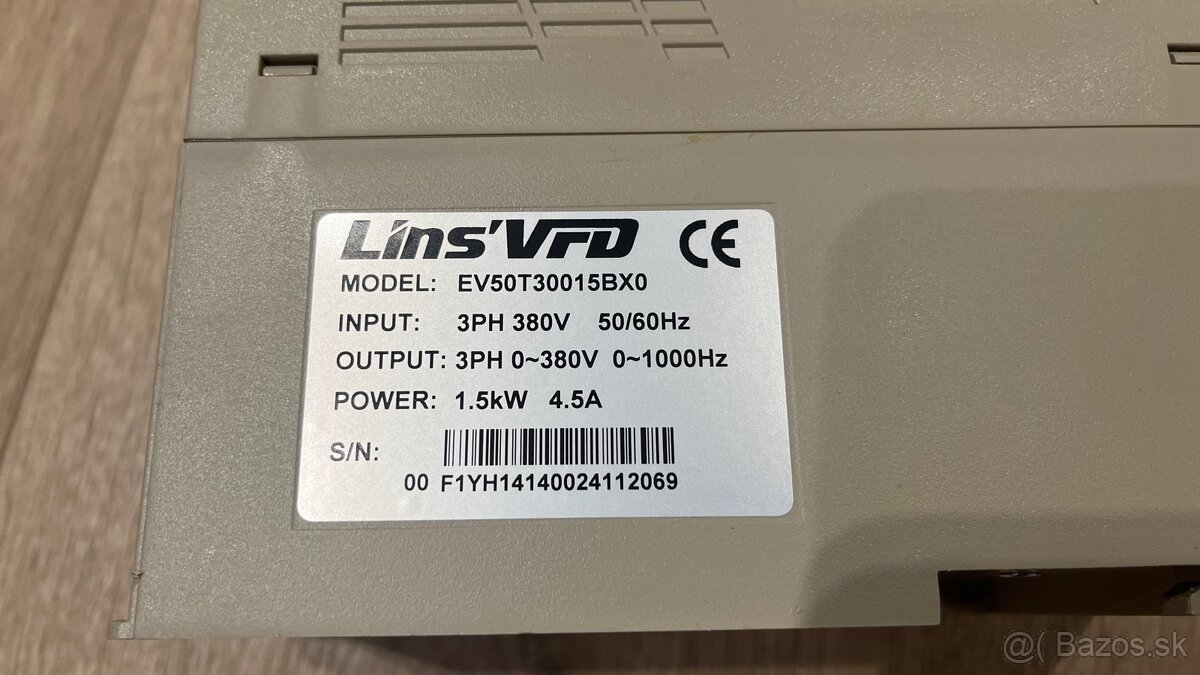 Lins'VFD CE
MODEL: EV50T30015BX0
INPUT: 3PH 380V 50/60Hz
OUTPUT: 3PH 0~380V 0~1000Hz
POWER: 1.5kW 4.5A
S/N:
00 F1YH14140024112069
@( Bazos.sk